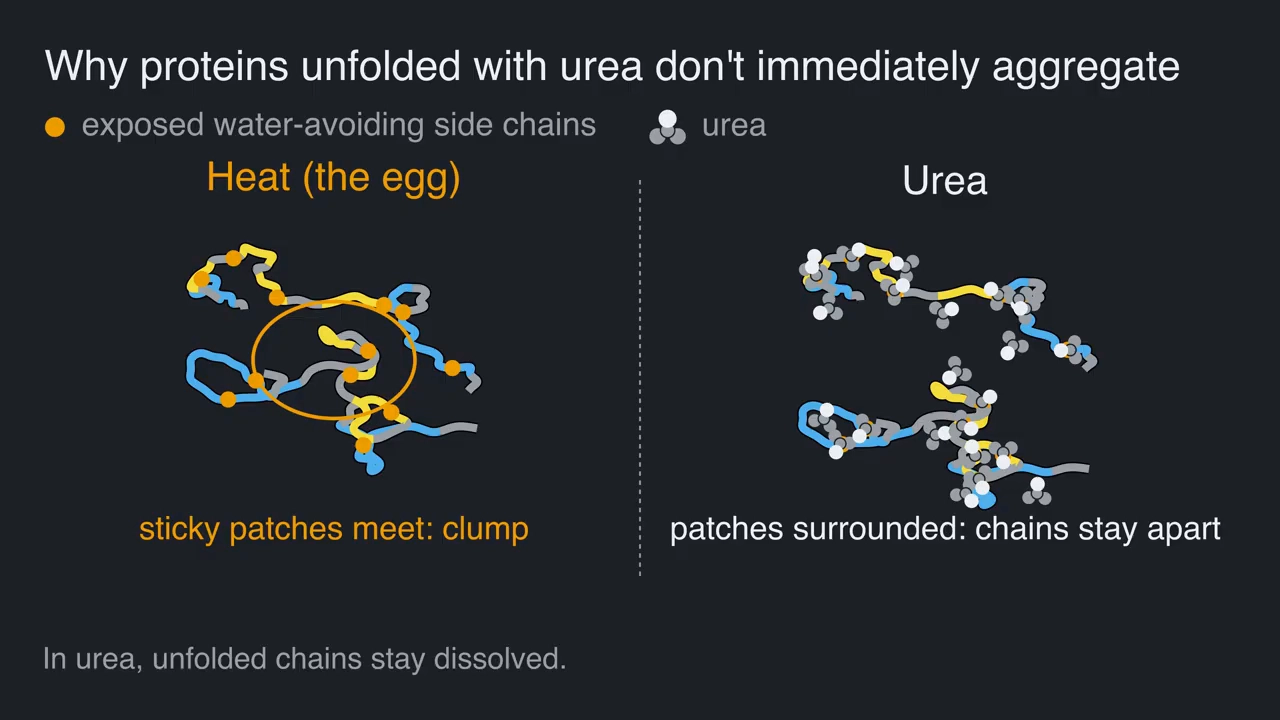 Why proteins unfolded with urea don't immediately aggregate
exposed water-avoiding side chains
urea
Heat (the egg)
Urea
sticky patches meet: clump
patches surrounded: chains stay apart
In urea, unfolded chains stay dissolved.